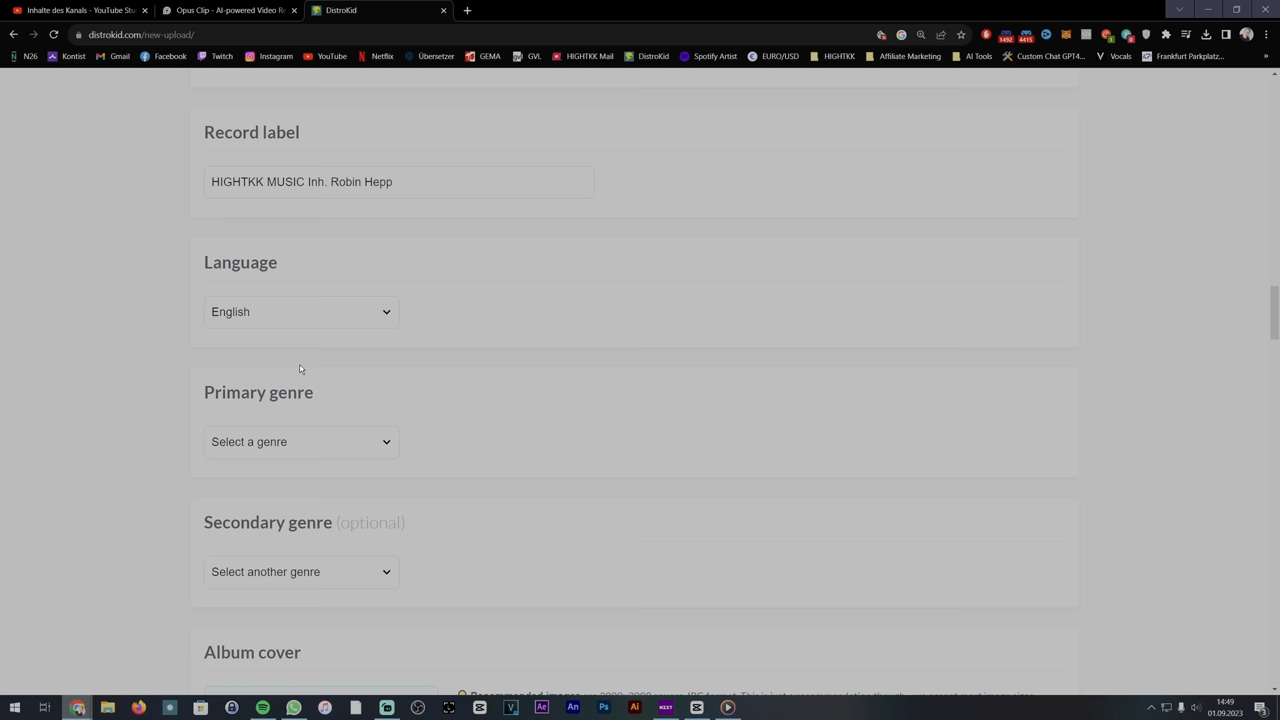 Inhalte des Kanals - YouTube Stu
Opus Clip - AI-powered Video Re
DistroKid
distrokid.com/new-upload/
1492
4415
N26
Kontist
Gmail
Facebook
Twitch
Instagram
YouTube
Netflix
Übersetzer
GEMA
GVL
HIGHTKK Mail
DistroKid
Spotify Artist
EURO/USD
HIGHTKK
Affiliate Marketing
AI Tools
Custom Chat GPT4...
Vocals
Frankfurt Parkplatz...
Record label
HIGHTKK MUSIC Inh. Robin Hepp
Language
English
Primary genre
Select a genre
Secondary genre (optional)
Select another genre
Album cover
14:49
01.09.2023